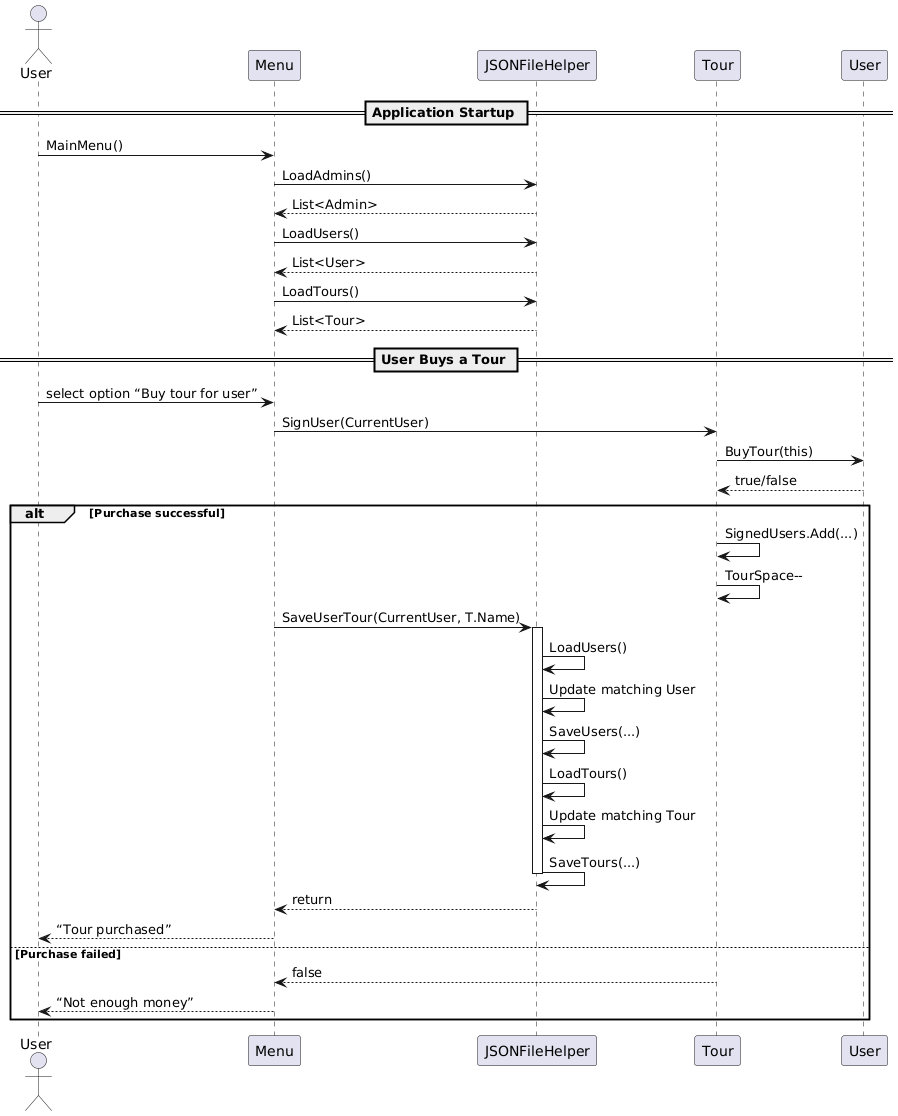 User
Menu
JSONFileHelper
Tour
User
Application Startup
MainMenu()
LoadAdmins()
List<Admin>
LoadUsers()
List<User>
LoadTours()
List<Tour>
User Buys a Tour
select option “Buy tour for user”
SignUser(CurrentUser)
BuyTour(this)
true/false
alt
[Purchase successful]
SignedUsers.Add(...)
TourSpace--
SaveUserTour(CurrentUser, T.Name)
LoadUsers()
Update matching User
SaveUsers(...)
LoadTours()
Update matching Tour
SaveTours(...)
return
“Tour purchased”
[Purchase failed]
false
“Not enough money”
User
Menu
JSONFileHelper
Tour
User